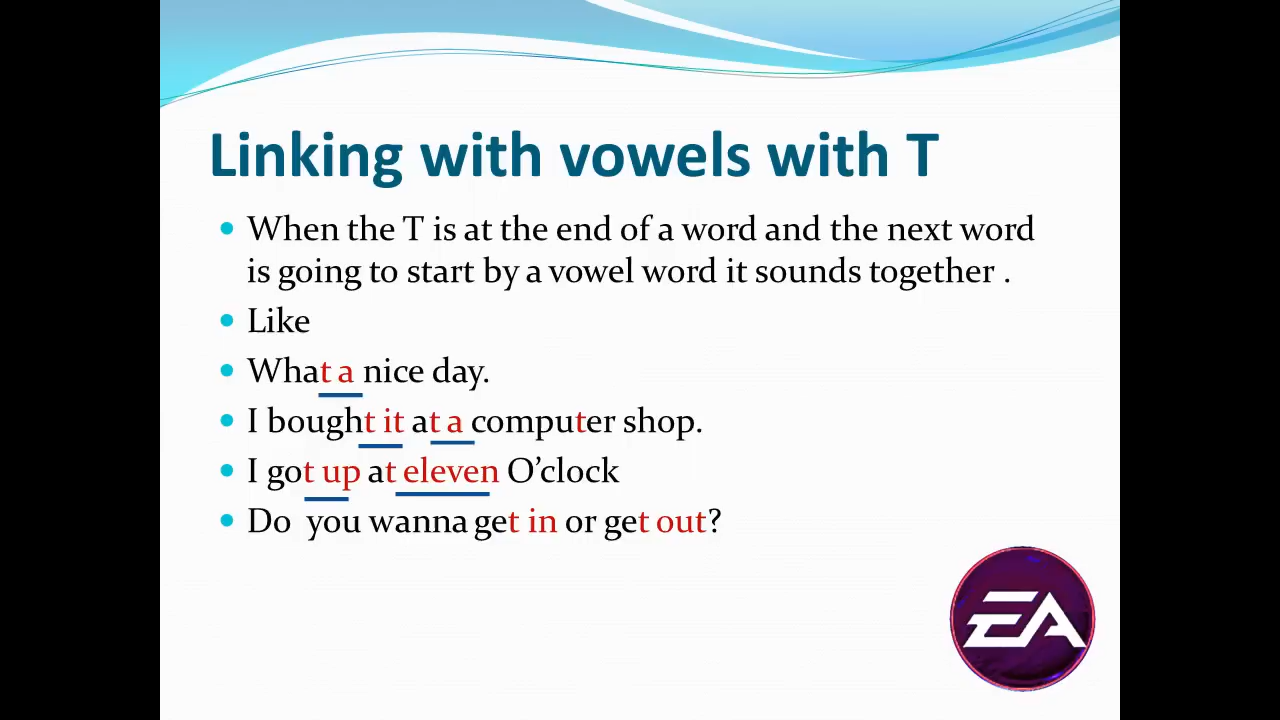 Linking with vowels with T
When the T is at the end of a word and the next word
is going to start by a vowel word it sounds together .
Like
What a nice day.
I bought it at a computer shop.
I got up at eleven O’clock
Do  you wanna get in or get out?
EA